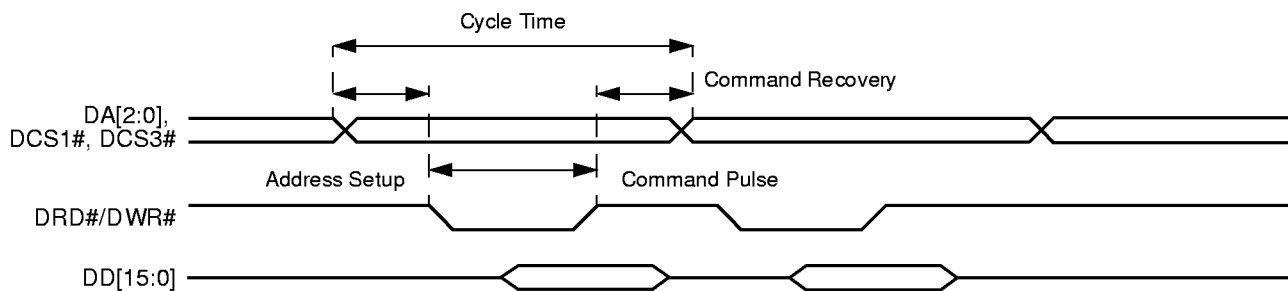 Cycle Time
Command Recovery
DA[2:0],
DCS1#, DCS3#
Address Setup
Command Pulse
DRD#/DWR#
DD[15:0]